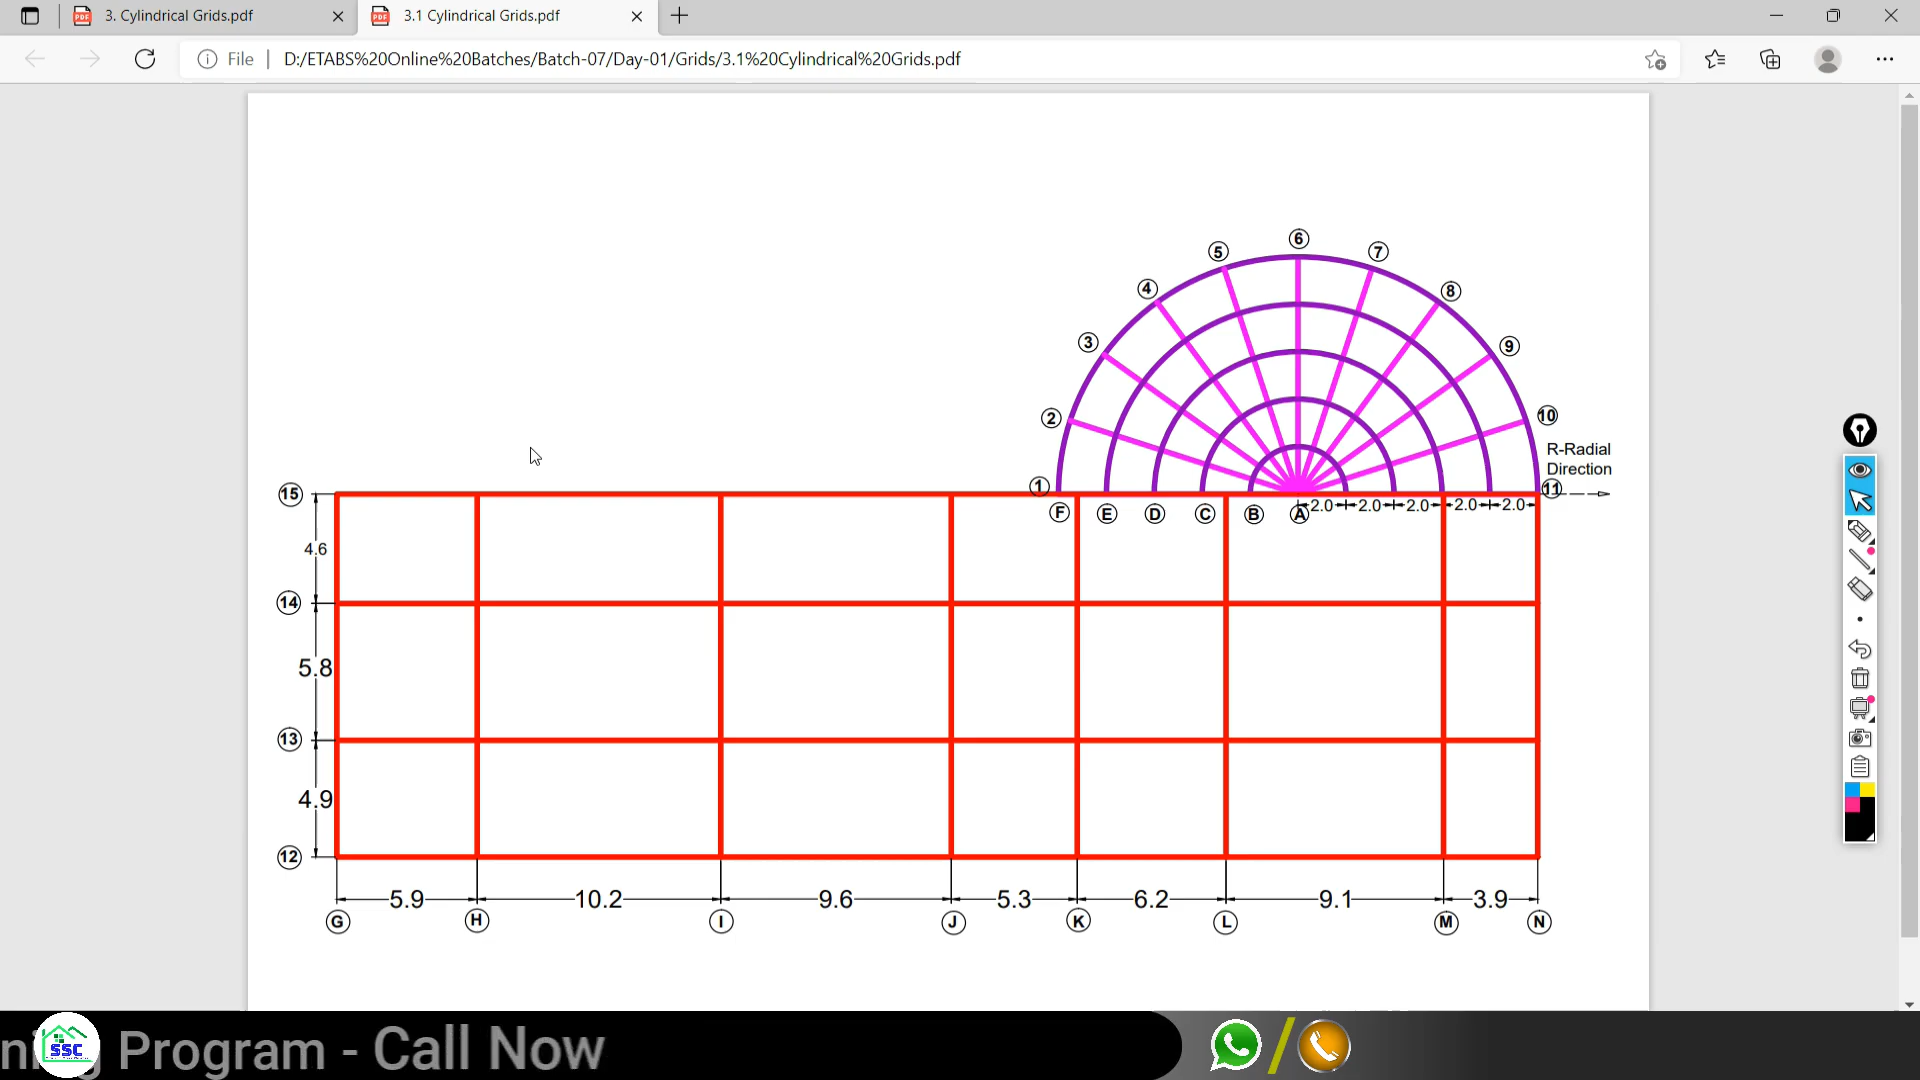 3. Cylindrical Grids.pdf
3.1 Cylindrical Grids.pdf
File
D:/ETABS%20Online%20Batches/Batch-07/Day-01/Grids/3.1%20Cylindrical%20Grids.pdf
6
5
7
4
8
3
9
2
10
R-Radial
Direction
15
1
11
F
E
D
C
B
A
2.0
2.0
2.0
2.0
2.0
4.6
14
5.8
13
4.9
12
5.9
10.2
9.6
5.3
6.2
9.1
3.9
G
H
I
J
K
L
M
N
SSC
Program - Call Now